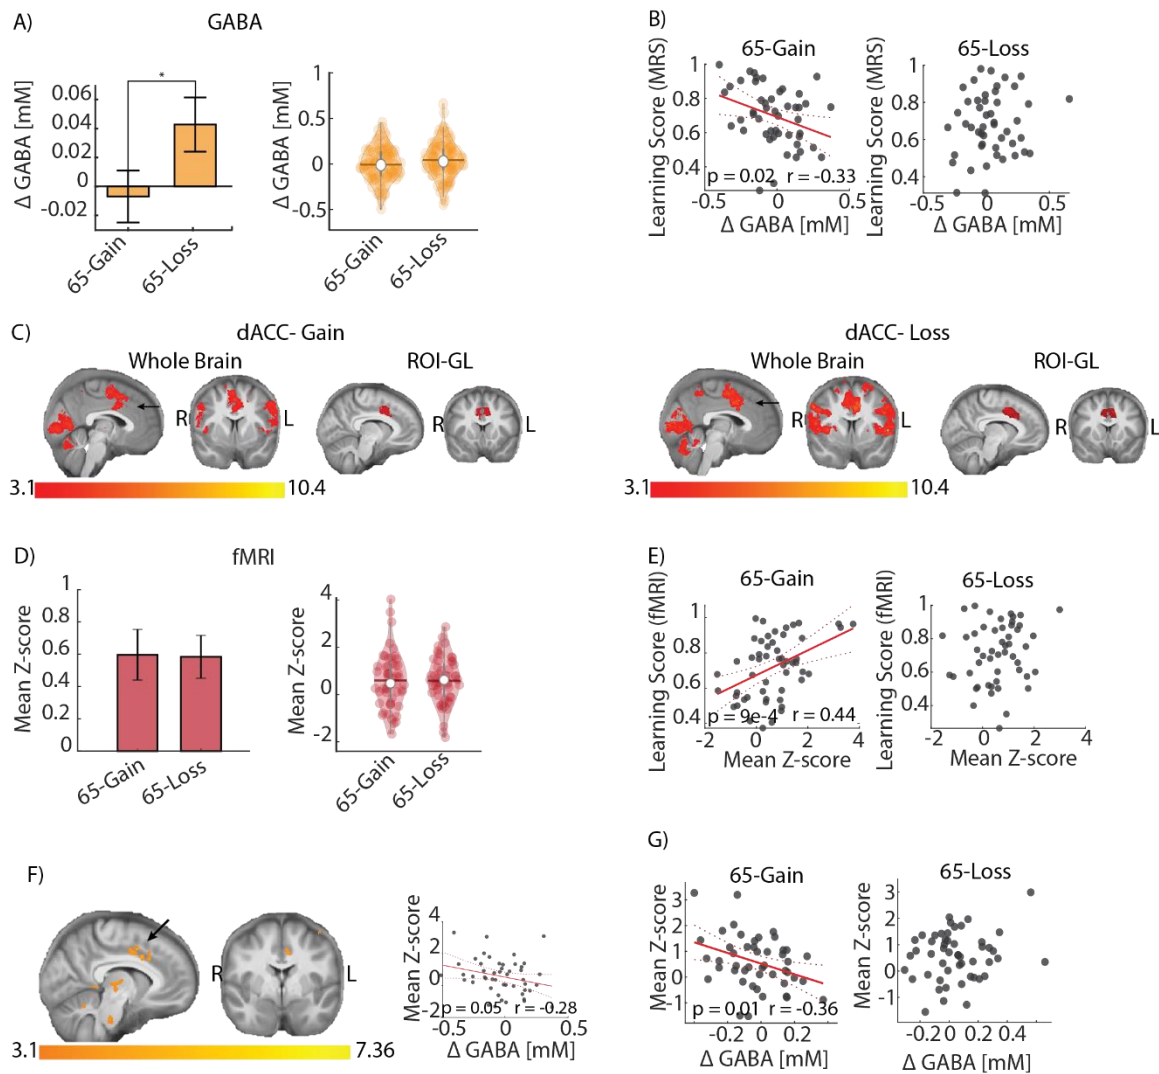 A)
GABA
Δ GABA [mM]
0.06
0.04
0.02
0
-0.02
*
65-Gain
65-Loss
Δ GABA [mM]
1
0.5
0
-0.5
65-Gain
65-Loss
B)
65-Gain
Learning Score (MRS)
1
0.8
0.6
0.4
p = 0.02 r = -0.33
-0.5 0 0.5
Δ GABA [mM]
65-Loss
Learning Score (MRS)
1
0.8
0.6
0.4
0 0.5
Δ GABA [mM]
C)
dACC- Gain
Whole Brain
ROI-GL
R
L
R
L
3.1 10.4
dACC- Loss
Whole Brain
ROI-GL
R
L
R
L
3.1 10.4
D)
fMRI
Mean Z-score
1
0.8
0.6
0.4
0.2
0
65-Gain
65-Loss
Mean Z-score
4
2
0
-2
65-Gain
65-Loss
E)
65-Gain
Learning Score (fMRI)
1
0.8
0.6
0.4
p = 9e-4 r = 0.44
-2 0 2 4
Mean Z-score
65-Loss
Learning Score (fMRI)
1
0.9
0.8
0.7
0.6
0.5
0.4
-2 0 2 4
Mean Z-score
F)
R
L
3.1 7.36
Mean Z-score
4
2
0
-2
p = 0.05 r = -0.28
-0.5 0 0.5
Δ GABA [mM]
G)
65-Gain
Mean Z-score
3
2
1
0
-1
p = 0.01 r = -0.36
-0.2 0 0.2
Δ GABA [mM]
65-Loss
Mean Z-score
3
2
1
0
-1
-0.2 0 0.2 0.4
Δ GABA [mM]